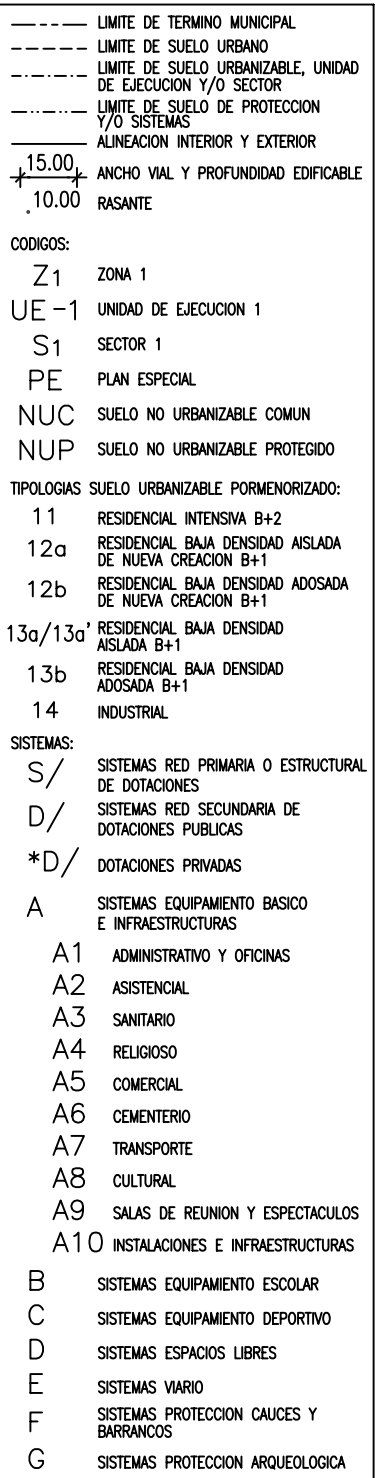 LIMITE DE TERMINO MUNICIPAL
LIMITE DE SUELO URBANO
LIMITE DE SUELO URBANIZABLE, UNIDAD
DE EJECUCION Y/O SECTOR
LIMITE DE SUELO DE PROTECCION
Y/O SISTEMAS
ALINEACION INTERIOR Y EXTERIOR
15.00 ANCHO VIAL Y PROFUNDIDAD EDIFICABLE
.10.00 RASANTE
CODIGOS:
Z1 ZONA 1
UE-1 UNIDAD DE EJECUCION 1
S1 SECTOR 1
PE PLAN ESPECIAL
NUC SUELO NO URBANIZABLE COMUN
NUP SUELO NO URBANIZABLE PROTEGIDO
TIPOLOGIAS SUELO URBANIZABLE PORMENORIZADO:
11 RESIDENCIAL INTENSIVA B+2
12a RESIDENCIAL BAJA DENSIDAD AISLADA
DE NUEVA CREACION B+1
12b RESIDENCIAL BAJA DENSIDAD ADOSADA
DE NUEVA CREACION B+1
13a/13a' RESIDENCIAL BAJA DENSIDAD
AISLADA B+1
13b RESIDENCIAL BAJA DENSIDAD
ADOSADA B+1
14 INDUSTRIAL
SISTEMAS:
S/ SISTEMAS RED PRIMARIA O ESTRUCTURAL
DE DOTACIONES
D/ SISTEMAS RED SECUNDARIA DE
DOTACIONES PUBLICAS
*D/ DOTACIONES PRIVADAS
A SISTEMAS EQUIPAMIENTO BASICO
E INFRAESTRUCTURAS
A1 ADMINISTRATIVO Y OFICINAS
A2 ASISTENCIAL
A3 SANITARIO
A4 RELIGIOSO
A5 COMERCIAL
A6 CEMENTERIO
A7 TRANSPORTE
A8 CULTURAL
A9 SALAS DE REUNION Y ESPECTACULOS
A10 INSTALACIONES E INFRAESTRUCTURAS
B SISTEMAS EQUIPAMIENTO ESCOLAR
C SISTEMAS EQUIPAMIENTO DEPORTIVO
D SISTEMAS ESPACIOS LIBRES
E SISTEMAS VIARIO
F SISTEMAS PROTECCION CAUCES Y
BARRANCOS
G SISTEMAS PROTECCION ARQUEOLOGICA